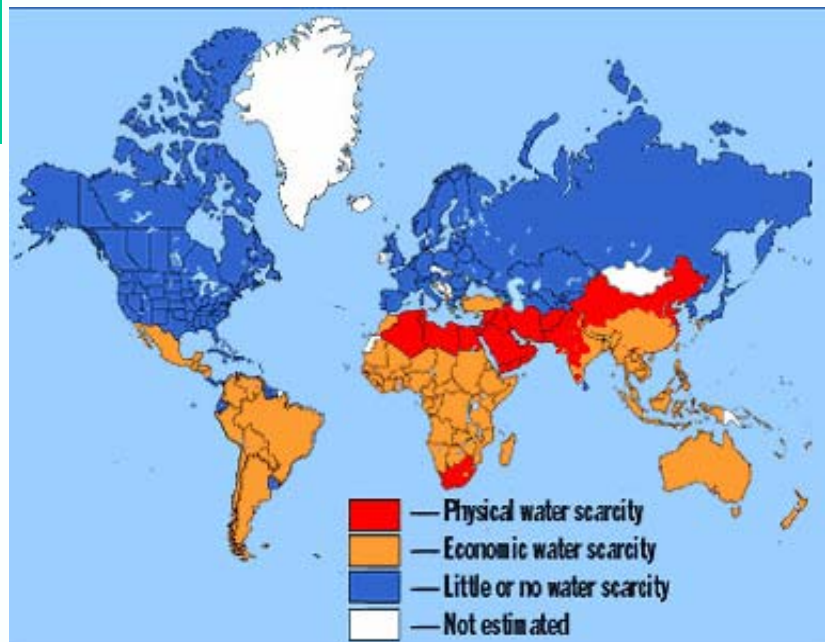 — Physical water scarcity
— Economic water scarcity
— Little or no water scarcity
— Not estimated